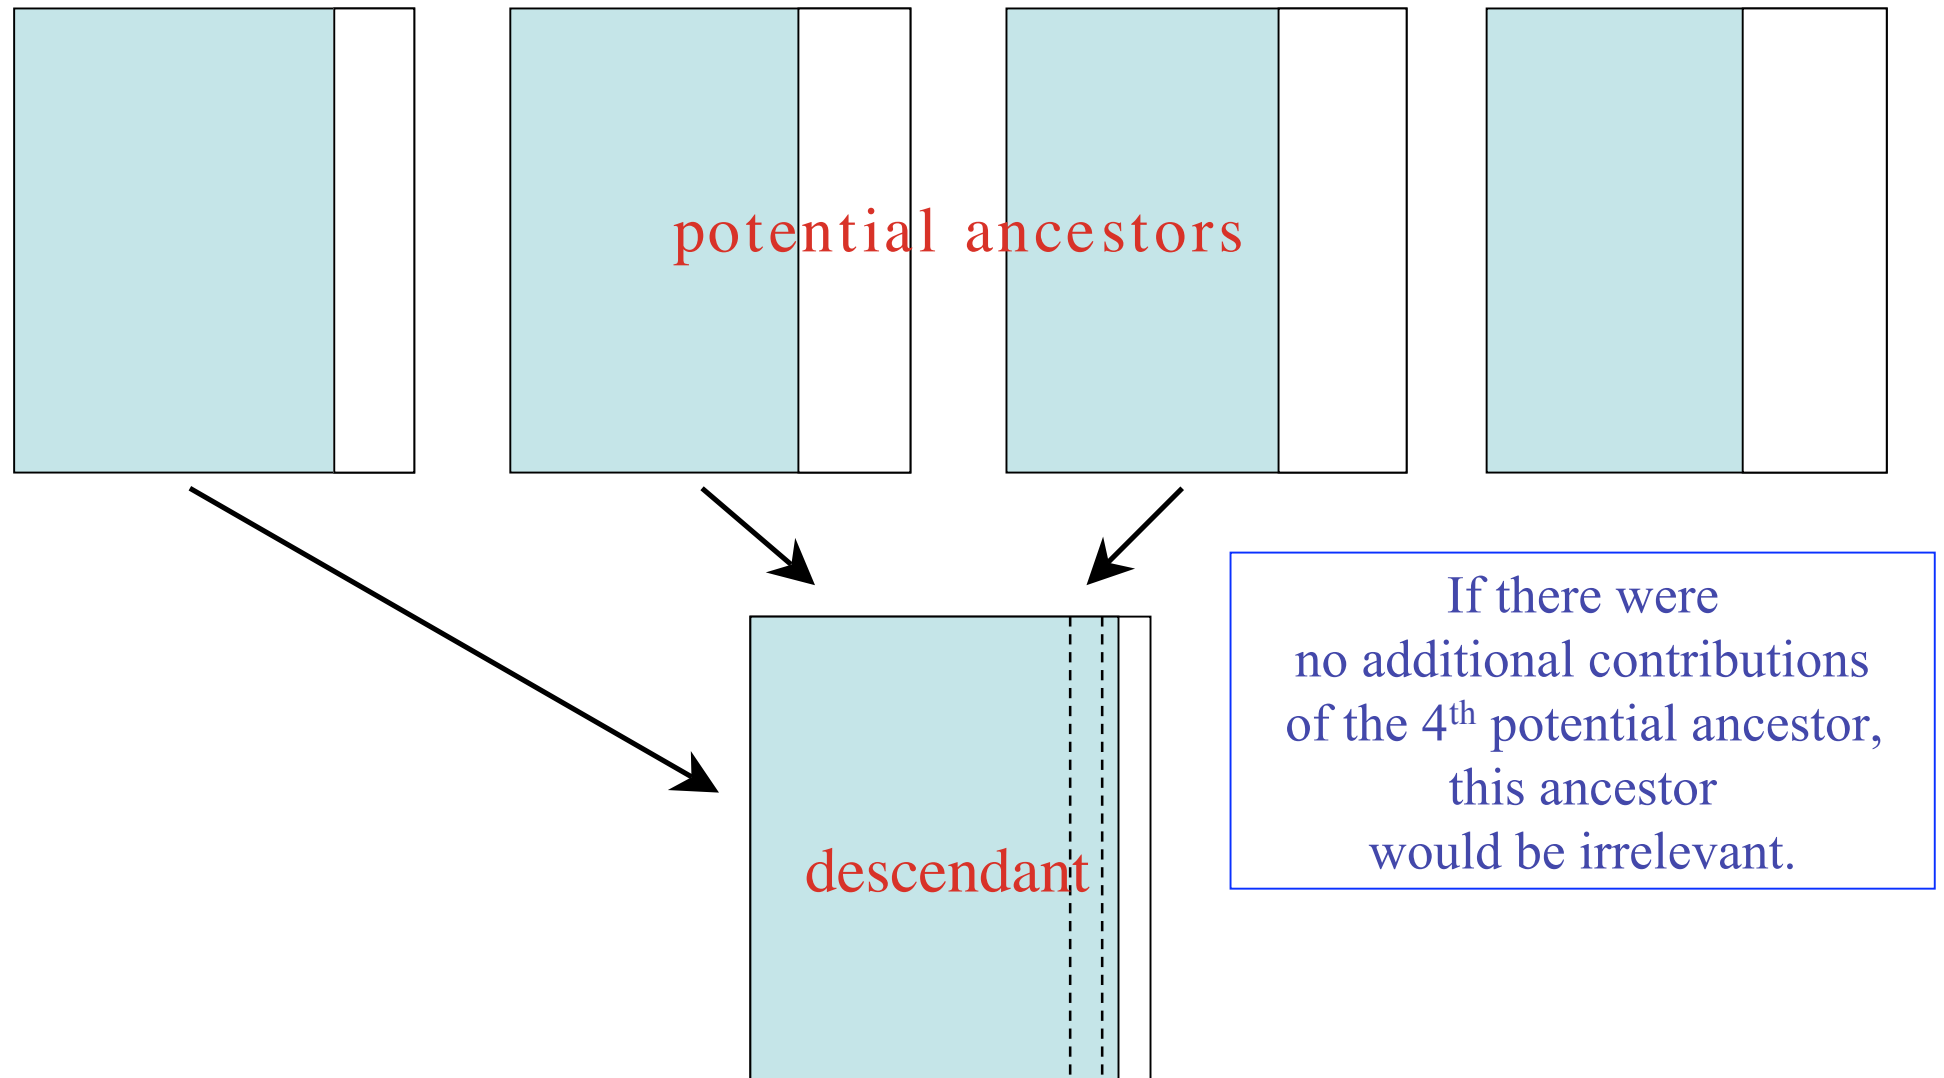 potential ancestors
If there were
no additional contributions
of the 4th potential ancestor,
this ancestor
would be irrelevant.
descendant